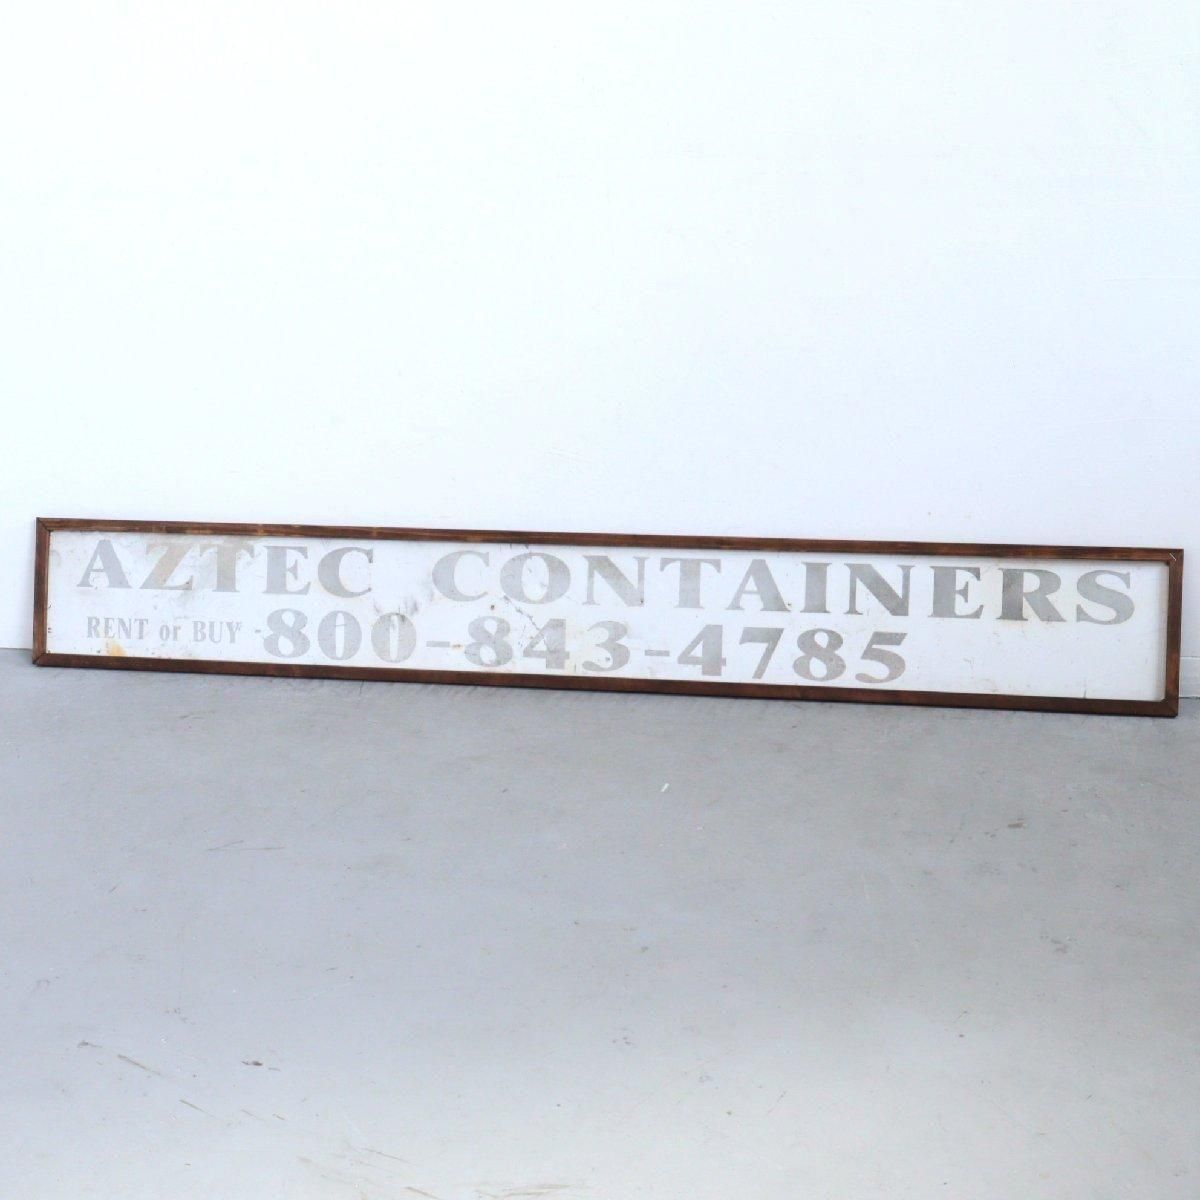 AZTEC CONTAINERS
RENT or BUY -800-843-4785